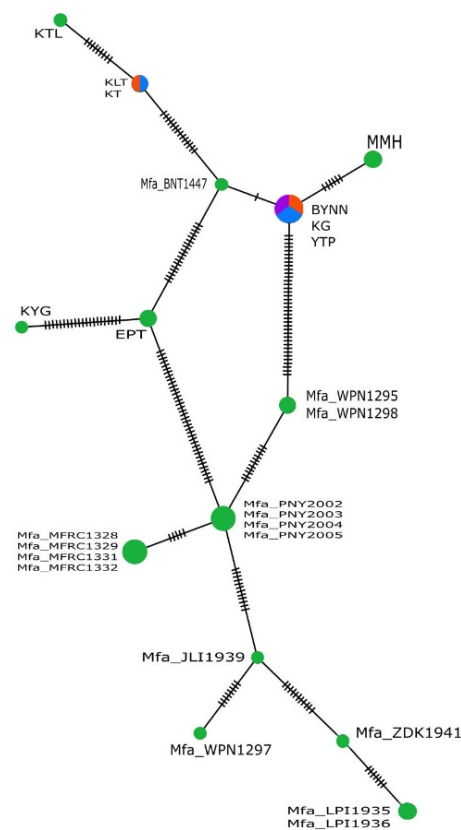 KTL
KLT
KT
MMH
Mfa_BNT1447
BYNN
KG
YTP
KYG
EPT
Mfa_WPN1295
Mfa_WPN1298
Mfa_PNY2002
Mfa_PNY2003
Mfa_PNY2004
Mfa_PNY2005
Mfa_MFRC1328
Mfa_MFRC1329
Mfa_MFRC1331
Mfa_MFRC1332
Mfa_JLI1939
Mfa_ZDK1941
Mfa_WPN1297
Mfa_LPI1935
Mfa_LPI1936